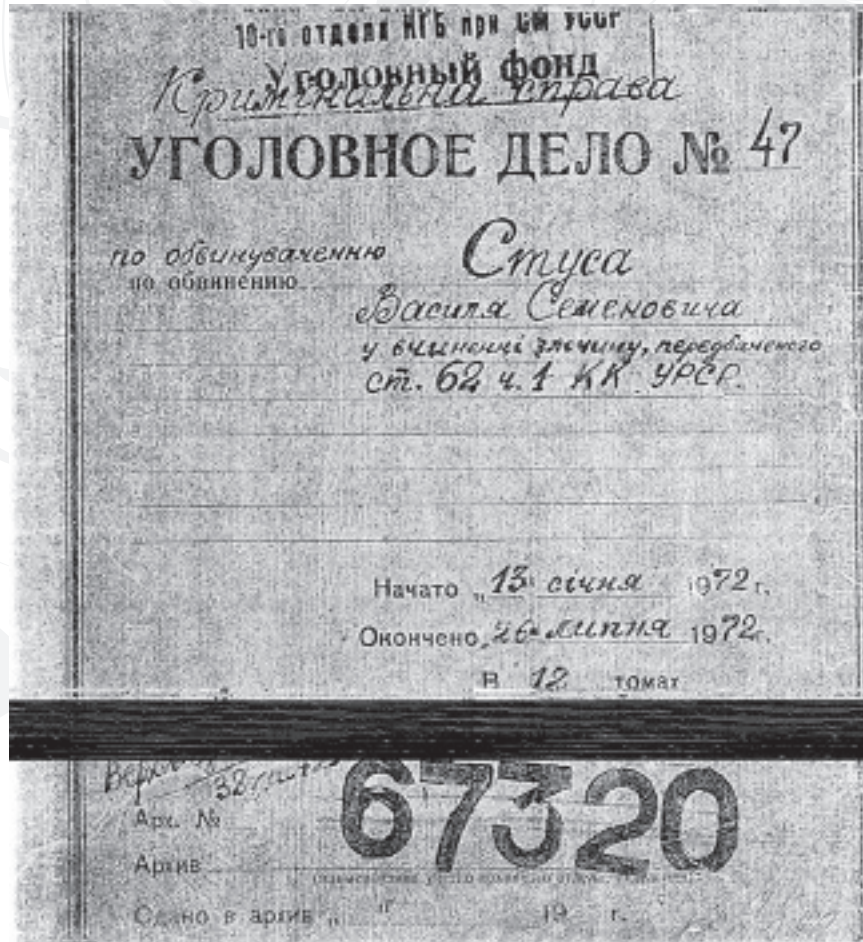 10-го отдела КГБ при СМ УССР
Уголовный фонд
Кримінальна справа
УГОЛОВНОЕ ДЕЛО № 47
по обвинуваченню Стуса
по обвинению
Василя Семеновича
у вчиненні злочину, передбаченого
ст. 62 ч. 1 КК УРСР.
Начато „13" січня 1972 г.
Окончено „26" липня 1972 г.
В 12 томах
67320
Арх. №
Архив
Сдано в архив „ " 19 г.